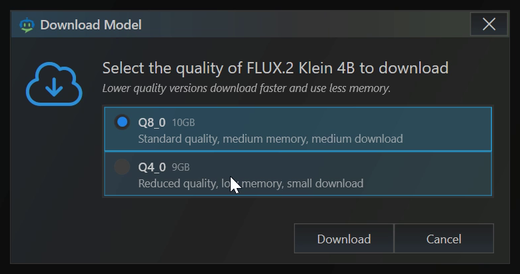 Download Model
Select the quality of FLUX.2 Klein 4B to download
Lower quality versions download faster and use less memory.
Q8_0 10GB
Standard quality, medium memory, medium download
Q4_0 9GB
Reduced quality, low memory, small download
Download
Cancel